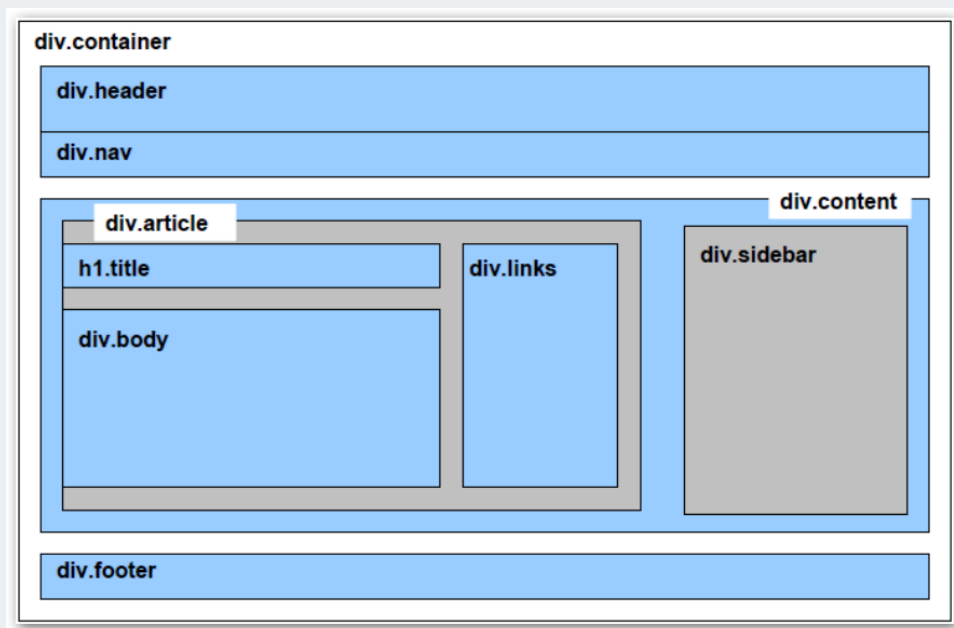 div.container
div.header
div.nav
div.content
div.article
h1.title
div.links
div.sidebar
div.body
div.footer